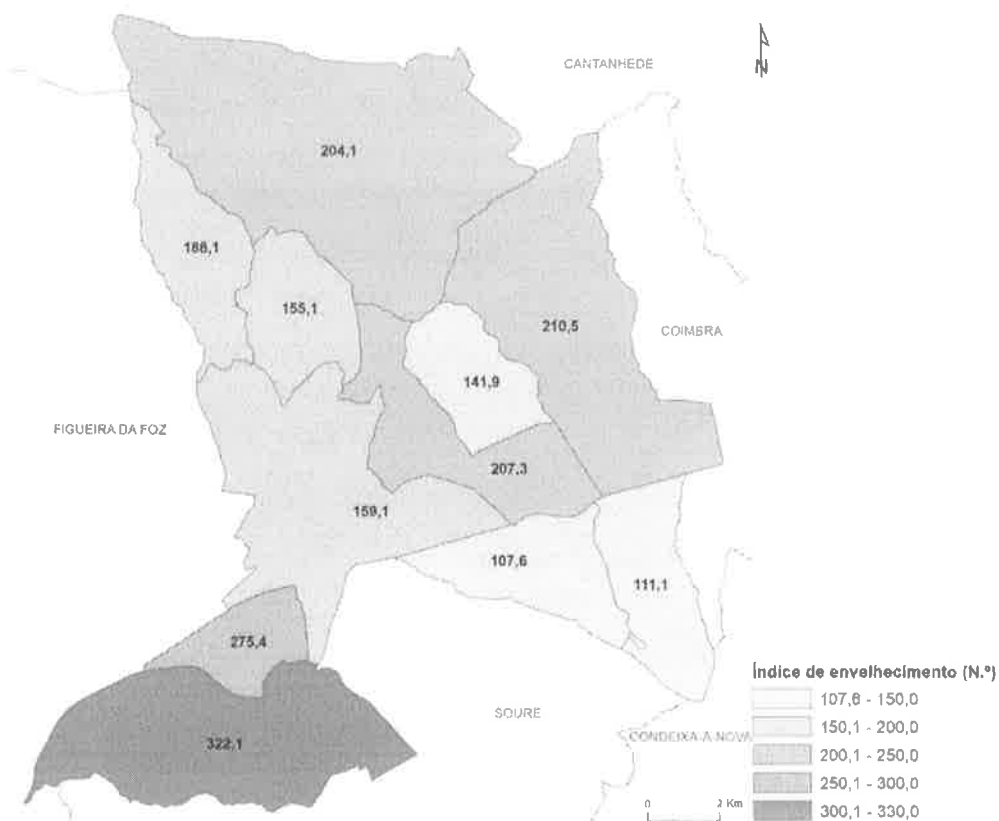 CANTANHEDE
N
204,1
188,1
155,1
210,5
COIMBRA
141,9
FIGUEIRA DA FOZ
207,3
159,1
107,6
111,1
275,4
SOURE
322,1
CONDEIXA-A-NOVA
Índice de envelhecimento (N.º)
107,6 - 150,0
150,1 - 200,0
200,1 - 250,0
250,1 - 300,0
300,1 - 330,0
0 2 Km